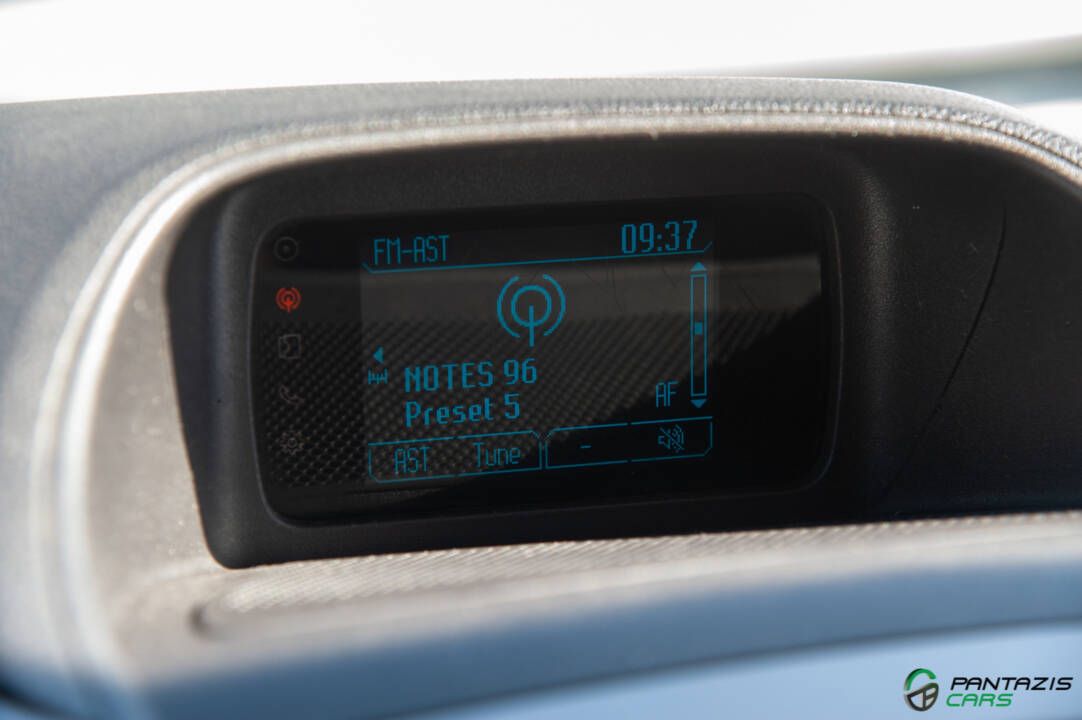 FM-AST 09:37
NOTES 96
Preset 5
AF
AST Tune -
PANTAZIS
CARS